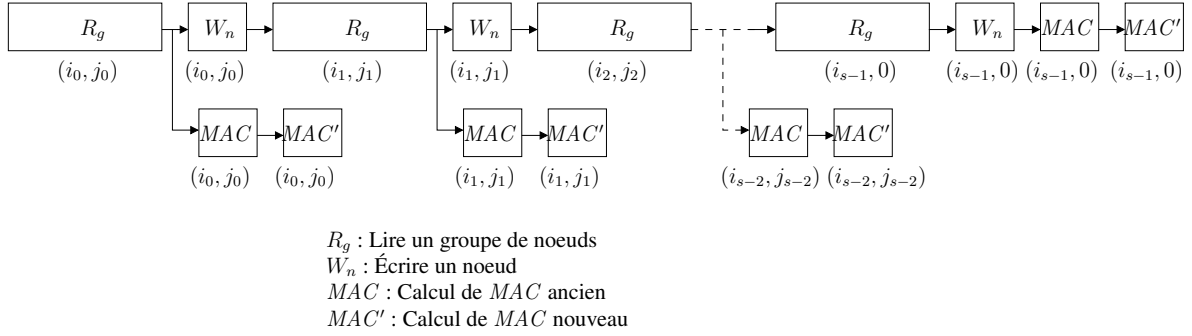 R_g W_n R_g W_n R_g R_g W_n MAC MAC'
(i_0, j_0) (i_0, j_0) (i_1, j_1) (i_1, j_1) (i_2, j_2) (i_{s-1}, 0) (i_{s-1}, 0) (i_{s-1}, 0) (i_{s-1}, 0)
MAC MAC' MAC MAC' MAC MAC'
(i_0, j_0) (i_0, j_0) (i_1, j_1) (i_1, j_1) (i_{s-2}, j_{s-2}) (i_{s-2}, j_{s-2})
R_g : Lire un groupe de noeuds
W_n : Écrire un noeud
MAC : Calcul de MAC ancien
MAC' : Calcul de MAC nouveau